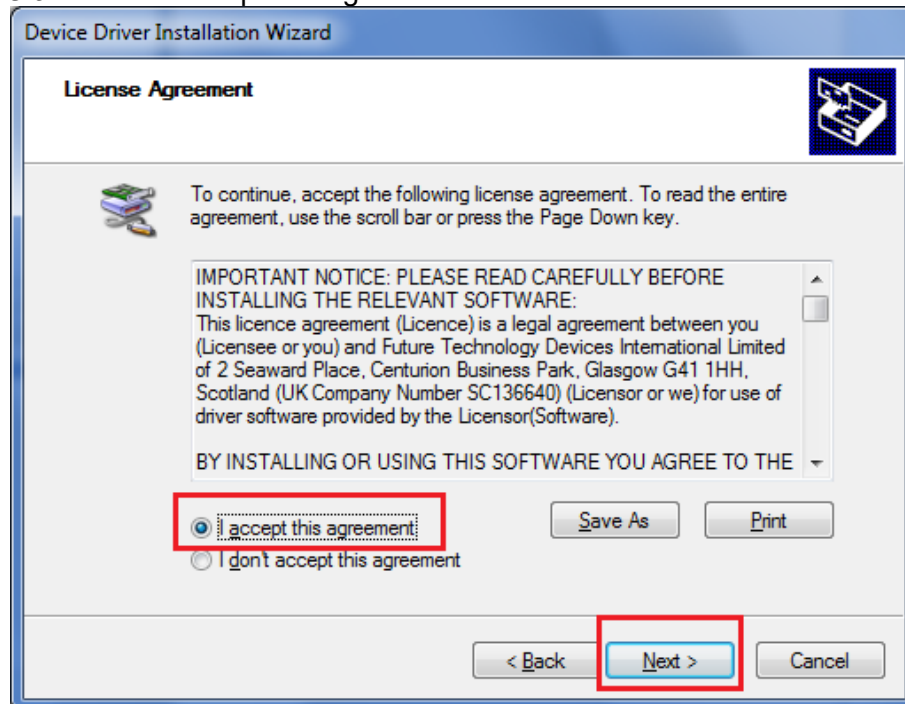 Device Driver Installation Wizard
License Agreement
To continue, accept the following license agreement. To read the entire
agreement, use the scroll bar or press the Page Down key.
IMPORTANT NOTICE: PLEASE READ CAREFULLY BEFORE
INSTALLING THE RELEVANT SOFTWARE:
This licence agreement (Licence) is a legal agreement between you
(Licensee or you) and Future Technology Devices International Limited
of 2 Seaward Place, Centurion Business Park, Glasgow G41 1HH,
Scotland (UK Company Number SC136640) (Licensor or we) for use of
driver software provided by the Licensor(Software).
BY INSTALLING OR USING THIS SOFTWARE YOU AGREE TO THE
I accept this agreement
Save As
Print
I don't accept this agreement
< Back
Next >
Cancel